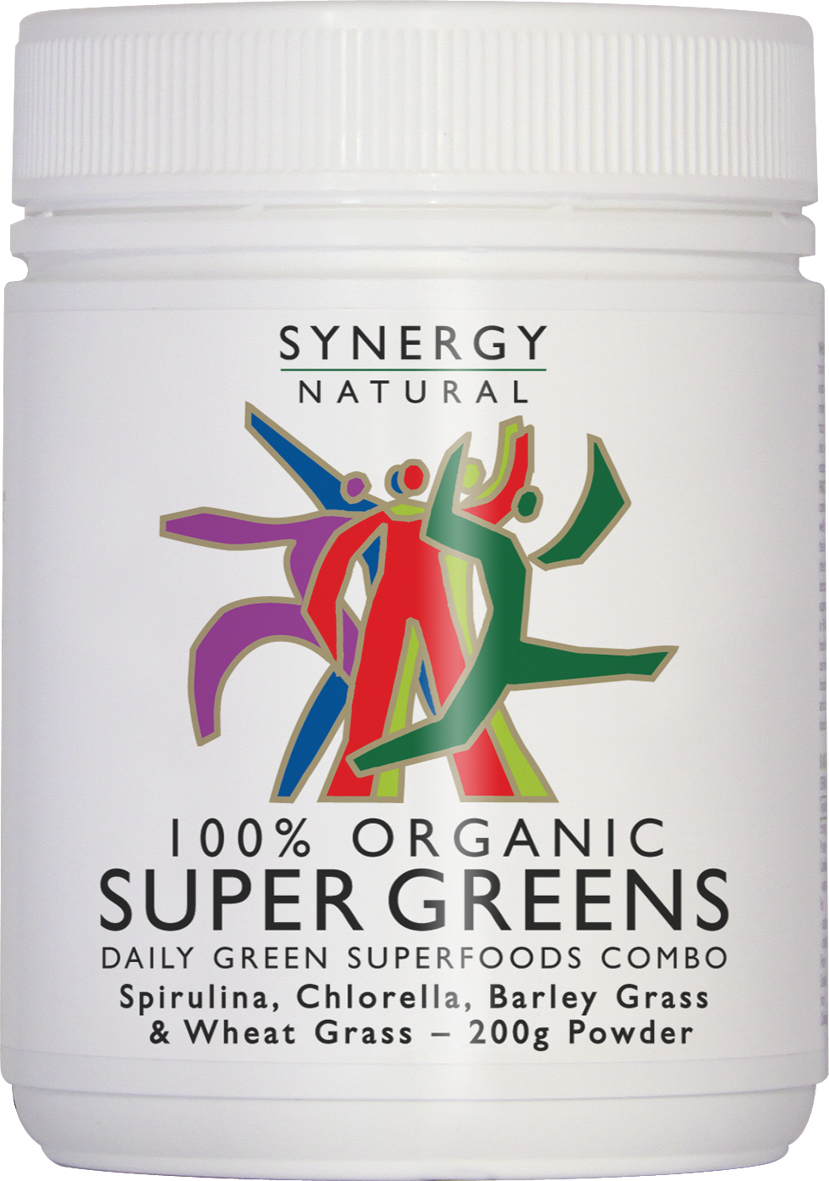 SYNERGY
NATURAL
100% ORGANIC
SUPER GREENS
DAILY GREEN SUPERFOODS COMBO
Spirulina, Chlorella, Barley Grass
& Wheat Grass – 200g Powder